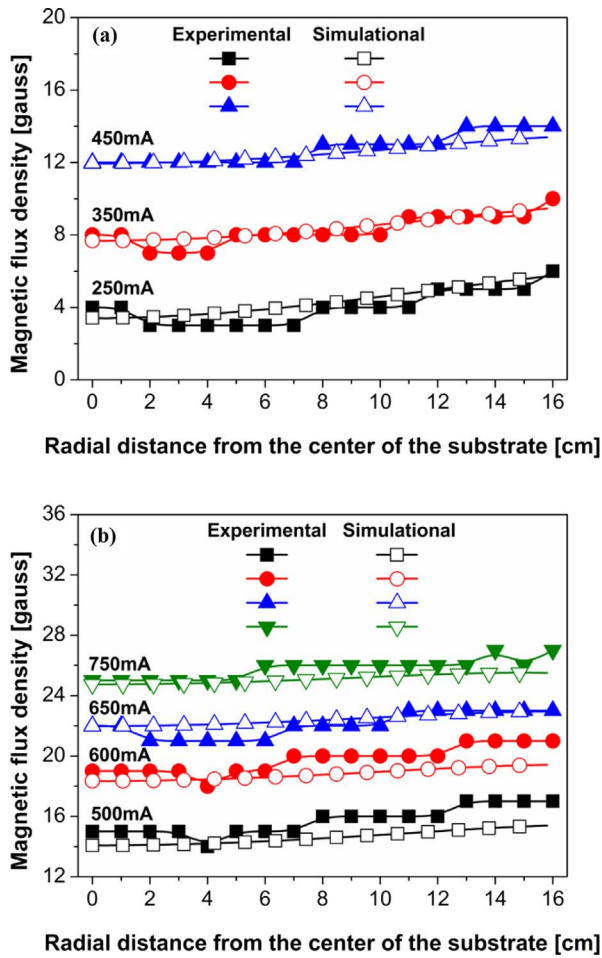 (a)
Experimental Simulational
450mA
350mA
250mA
20
16
12
8
4
0
0 2 4 6 8 10 12 14 16
Magnetic flux density [gauss]
Radial distance from the center of the substrate [cm]
(b)
Experimental Simulational
750mA
650mA
600mA
500mA
36
32
28
24
20
16
12
0 2 4 6 8 10 12 14 16
Magnetic flux density [gauss]
Radial distance from the center of the substrate [cm]